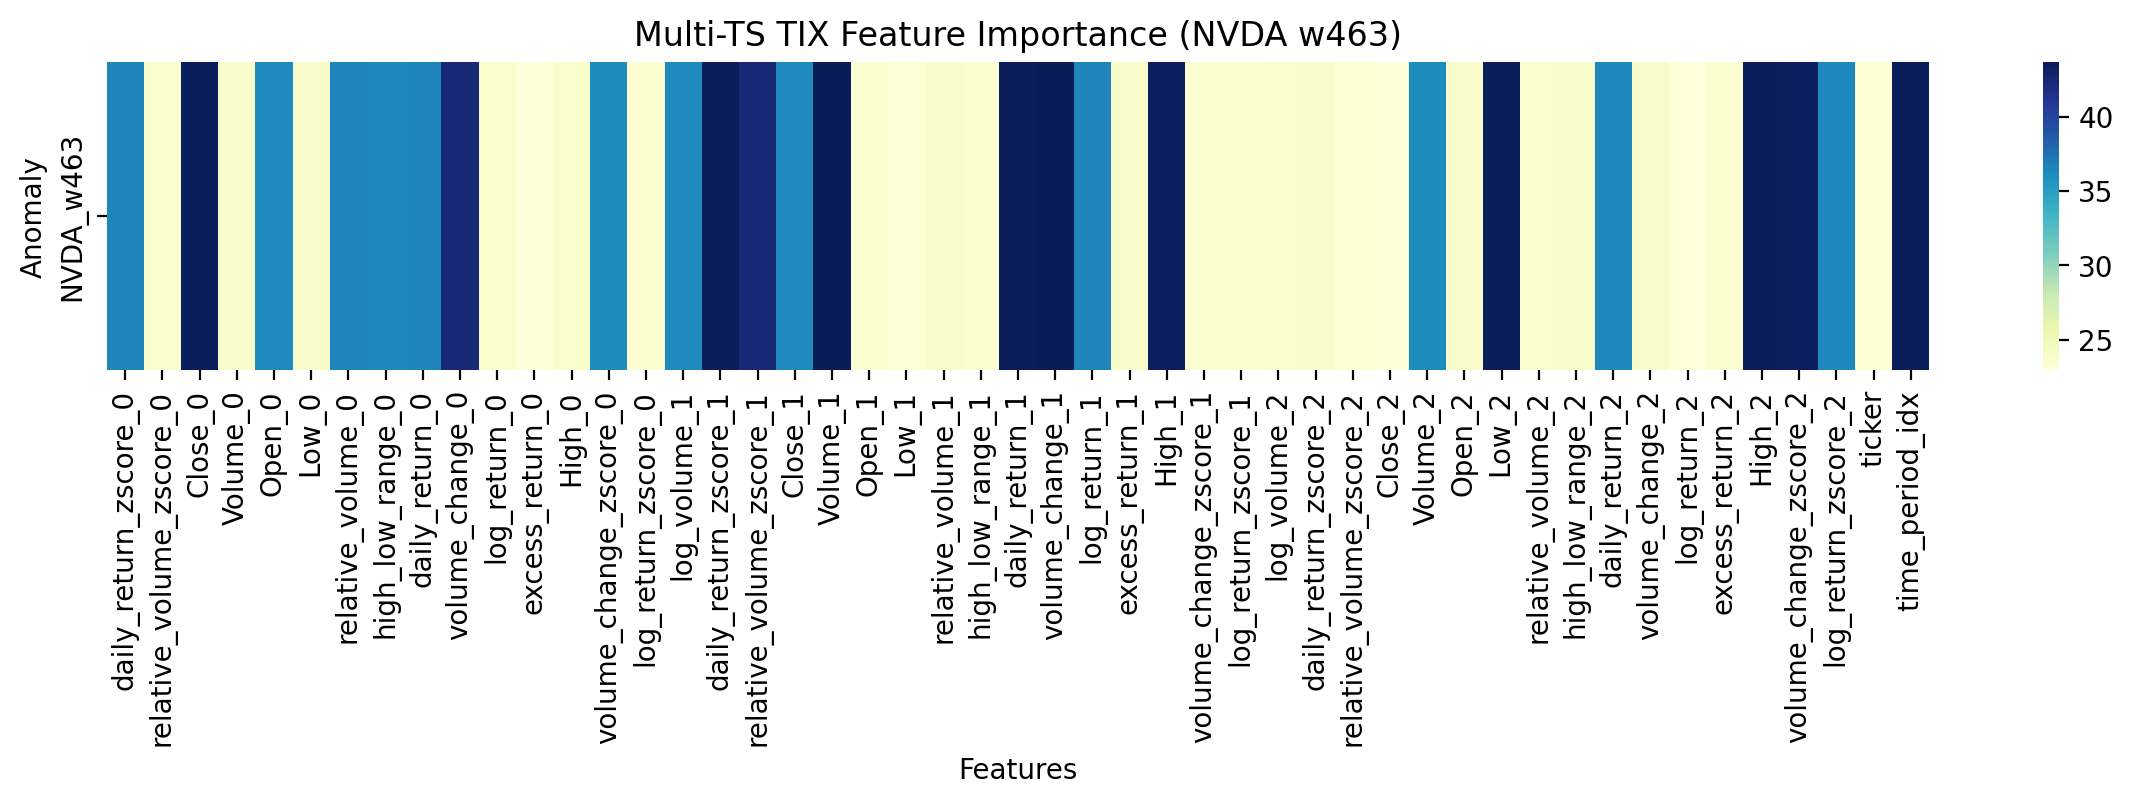 Multi-TS TIX Feature Importance (NVDA w463)
Anomaly
NVDA_w463
40
35
30
25
daily_return_zscore_0
relative_volume_zscore_0
Close_0
Volume_0
Open_0
Low_0
relative_volume_0
high_low_range_0
daily_return_0
volume_change_0
log_return_0
excess_return_0
High_0
volume_change_zscore_0
log_return_zscore_0
log_volume_1
daily_return_zscore_1
relative_volume_zscore_1
Close_1
Volume_1
Open_1
Low_1
relative_volume_1
high_low_range_1
daily_return_1
volume_change_1
log_return_1
excess_return_1
High_1
volume_change_zscore_1
log_return_zscore_1
log_volume_2
daily_return_zscore_2
relative_volume_zscore_2
Close_2
Volume_2
Open_2
Low_2
relative_volume_2
high_low_range_2
daily_return_2
volume_change_2
log_return_2
excess_return_2
High_2
volume_change_zscore_2
log_return_zscore_2
ticker
time_period_idx
Features